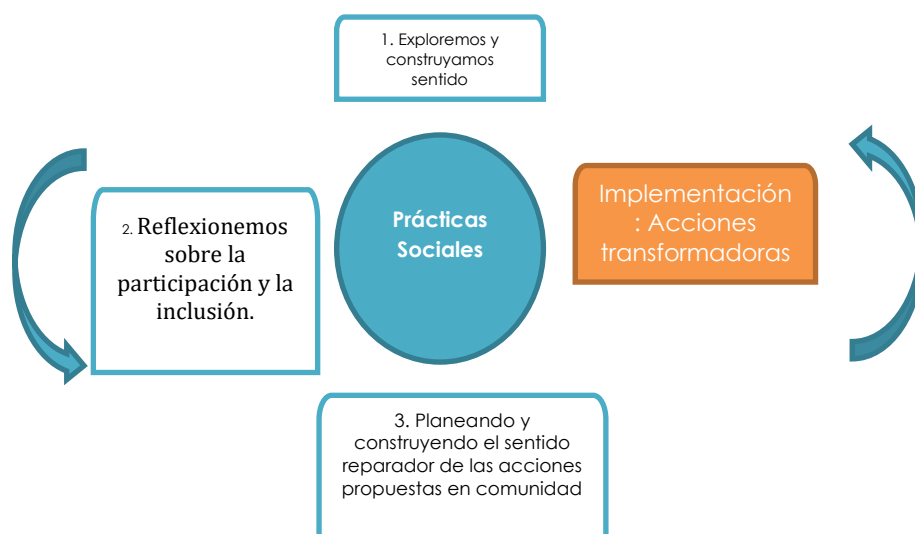 1. Exploremos y
construyamos
sentido
2. Reflexionemos
sobre la
participación y la
inclusión.
Prácticas
Sociales
Implementación
: Acciones
transformadoras
3. Planeando y
construyendo el sentido
reparador de las acciones
propuestas en comunidad